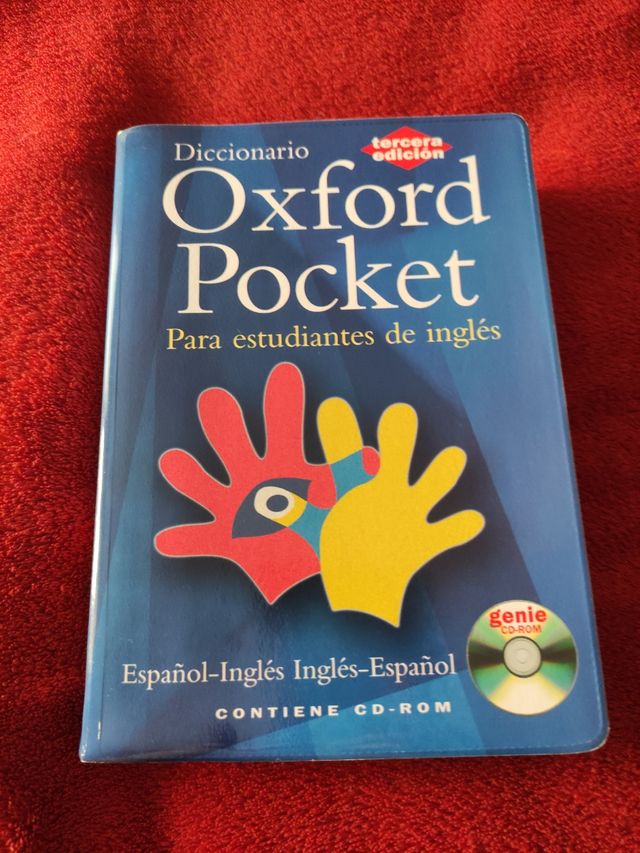 Diccionario
tercera
edición
Oxford
Pocket
Para estudiantes de inglés
genie
CD-ROM
Español-Inglés Inglés-Español
CONTIENE CD-ROM